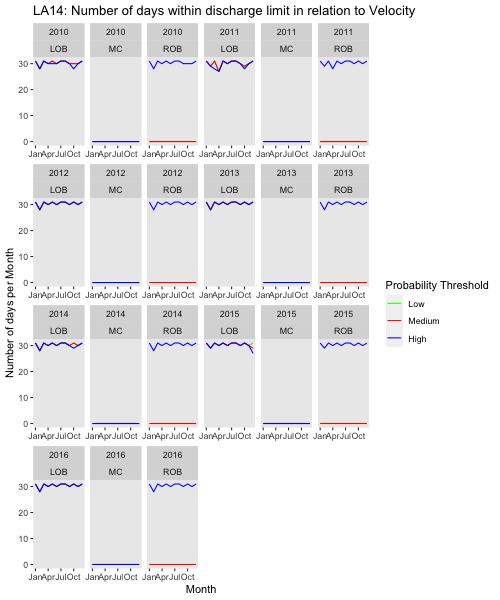 LA14: Number of days within discharge limit in relation to Velocity
2010 2010 2010 2011 2011 2011
LOB MC ROB LOB MC ROB
30
20
10
0
JanAprJulOct JanAprJulOct JanAprJulOct JanAprJulOct JanAprJulOct JanAprJulOct
2012 2012 2012 2013 2013 2013
LOB MC ROB LOB MC ROB
30
20
10
0
JanAprJulOct JanAprJulOct JanAprJulOct JanAprJulOct JanAprJulOct JanAprJulOct
Number of days per Month
Probability Threshold
Low
Medium
High
2014 2014 2014 2015 2015 2015
LOB MC ROB LOB MC ROB
30
20
10
0
JanAprJulOct JanAprJulOct JanAprJulOct JanAprJulOct JanAprJulOct JanAprJulOct
2016 2016 2016
LOB MC ROB
30
20
10
0
JanAprJulOct JanAprJulOct JanAprJulOct
Month